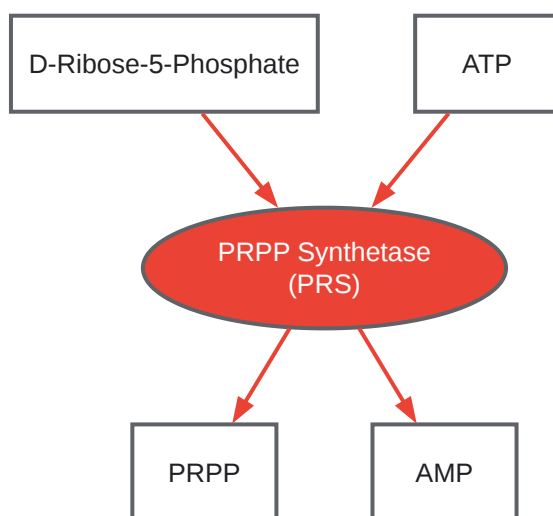 D-Ribose-5-Phosphate
ATP
PRPP Synthetase
(PRS)
PRPP
AMP